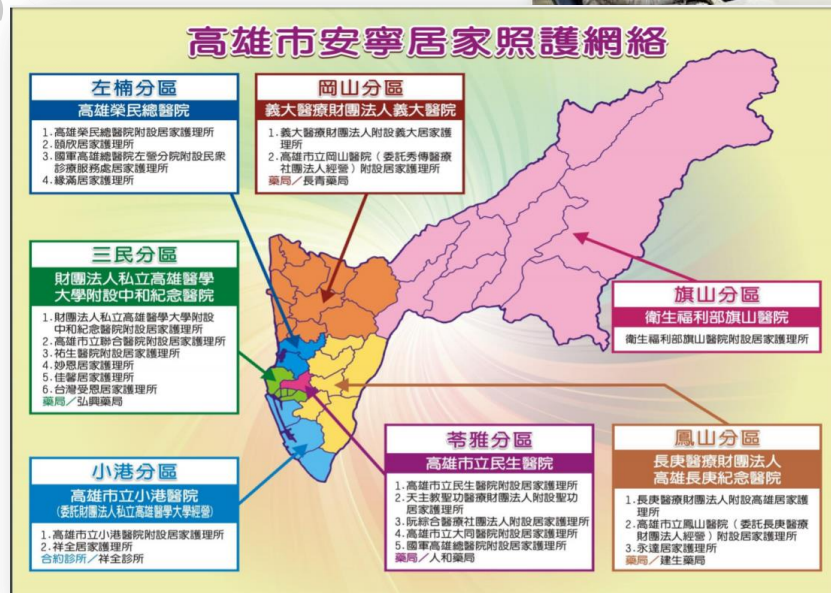 高雄市安寧居家照護網絡
左楠分區
高雄榮民總醫院
1.高雄榮民總醫院附設居家護理所
2.頤欣居家護理所
3.國軍高雄總醫院左營分院附設民眾
診療服務處居家護理所
4.緣滿居家護理所
岡山分區
義大醫療財團法人義大醫院
1.義大醫療財團法人附設義大居家護
理所
2.高雄市立岡山醫院（委託秀傳醫療
社團法人經營）附設居家護理所
藥局／長青藥局
三民分區
財團法人私立高雄醫學
大學附設中和紀念醫院
1.財團法人私立高雄醫學大學附設
中和紀念醫院附設居家護理所
2.高雄市立聯合醫院附設居家護理所
3.祐生醫院附設居家護理所
4.妙恩居家護理所
5.佳馨居家護理所
6.台灣受恩居家護理所
藥局／弘興藥局
旗山分區
衛生福利部旗山醫院
衛生福利部旗山醫院附設居家護理所
小港分區
高雄市立小港醫院
(委託財團法人私立高雄醫學大學經營)
1.高雄市立小港醫院附設居家護理所
2.祥全居家護理所
合約診所／祥全診所
苓雅分區
高雄市立民生醫院
1.高雄市立民生醫院附設居家護理所
2.天主教聖功醫療財團法人附設聖功
居家護理所
3.阮綜合醫療社團法人附設居家護理所
4.高雄市立大同醫院附設居家護理所
5.國軍高雄總醫院附設居家護理所
藥局／人和藥局
鳳山分區
長庚醫療財團法人
高雄長庚紀念醫院
1.長庚醫療財團法人附設高雄居家護
理所
2.高雄市立鳳山醫院（委託長庚醫療
財團法人經營）附設居家護理所
3.永達居家護理所
藥局／建生藥局